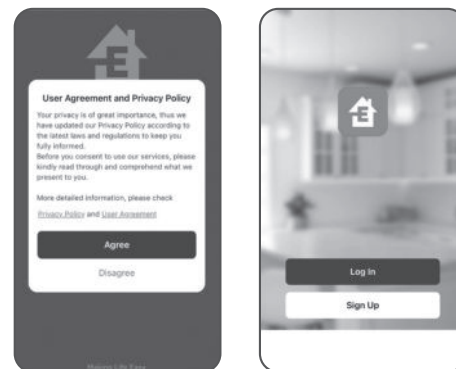 E
User Agreement and Privacy Policy
Your privacy is of great importance, thus we
have updated our Privacy Policy according to
the latest laws and regulations to keep you
fully informed.
Before you consent to use our services, please
kindly read through and comprehend what we
present to you.
More detailed information, please check
Privacy Policy and User Agreement
Agree
Disagree
Making Life Ease
E
Log In
Sign Up